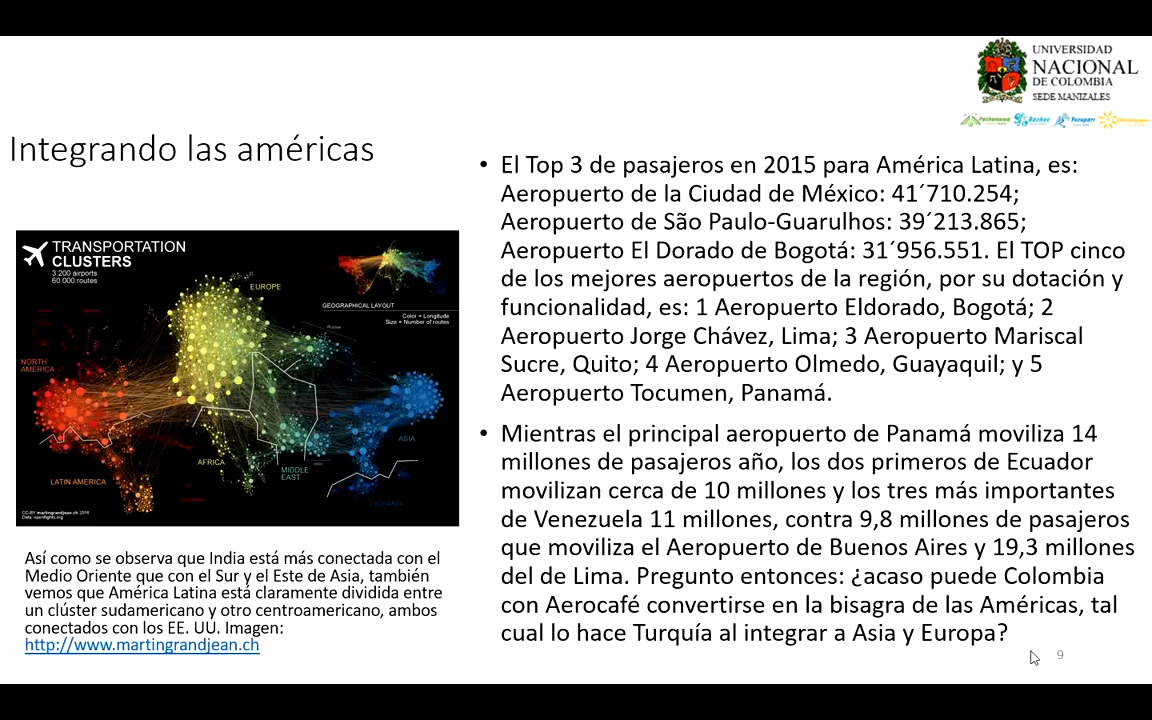 UNIVERSIDAD
NACIONAL
DE COLOMBIA
SEDE MANIZALES
Integrando las américas
TRANSPORTATION
CLUSTERS
3.200 airports
60.000 routes
EUROPE
GEOGRAPHICAL LAYOUT
Color = Longitude
Size = Number of routes
NORTH
AMERICA
ASIA
AFRICA
MIDDLE
EAST
LATIN AMERICA
OCEANIA
CC-BY martingrandjean.ch 2016
Data: openflights.org
Así como se observa que India está más conectada con el
Medio Oriente que con el Sur y el Este de Asia, también
vemos que América Latina está claramente dividida entre
un clúster sudamericano y otro centroamericano, ambos
conectados con los EE. UU. Imagen:
http://www.martingrandjean.ch
• El Top 3 de pasajeros en 2015 para América Latina, es:
Aeropuerto de la Ciudad de México: 41´710.254;
Aeropuerto de São Paulo-Guarulhos: 39´213.865;
Aeropuerto El Dorado de Bogotá: 31´956.551. El TOP cinco
de los mejores aeropuertos de la región, por su dotación y
funcionalidad, es: 1 Aeropuerto Eldorado, Bogotá; 2
Aeropuerto Jorge Chávez, Lima; 3 Aeropuerto Mariscal
Sucre, Quito; 4 Aeropuerto Olmedo, Guayaquil; y 5
Aeropuerto Tocumen, Panamá.
• Mientras el principal aeropuerto de Panamá moviliza 14
millones de pasajeros año, los dos primeros de Ecuador
movilizan cerca de 10 millones y los tres más importantes
de Venezuela 11 millones, contra 9,8 millones de pasajeros
que moviliza el Aeropuerto de Buenos Aires y 19,3 millones
del de Lima. Pregunto entonces: ¿acaso puede Colombia
con Aerocafé convertirse en la bisagra de las Américas, tal
cual lo hace Turquía al integrar a Asia y Europa?
9